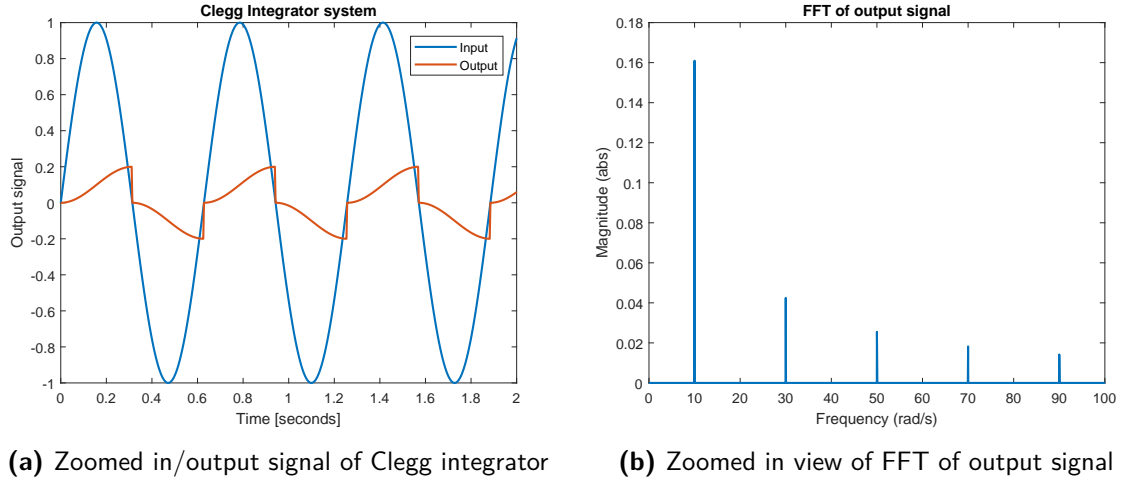 Clegg Integrator system
1
0.8
0.6
0.4
0.2
0
-0.2
-0.4
-0.6
-0.8
-1
Output signal
Input
Output
0 0.2 0.4 0.6 0.8 1 1.2 1.4 1.6 1.8 2
Time [seconds]
(a) Zoomed in/output signal of Clegg integrator
FFT of output signal
0.18
0.16
0.14
0.12
0.1
0.08
0.06
0.04
0.02
0
Magnitude (abs)
0 10 20 30 40 50 60 70 80 90 100
Frequency (rad/s)
(b) Zoomed in view of FFT of output signal